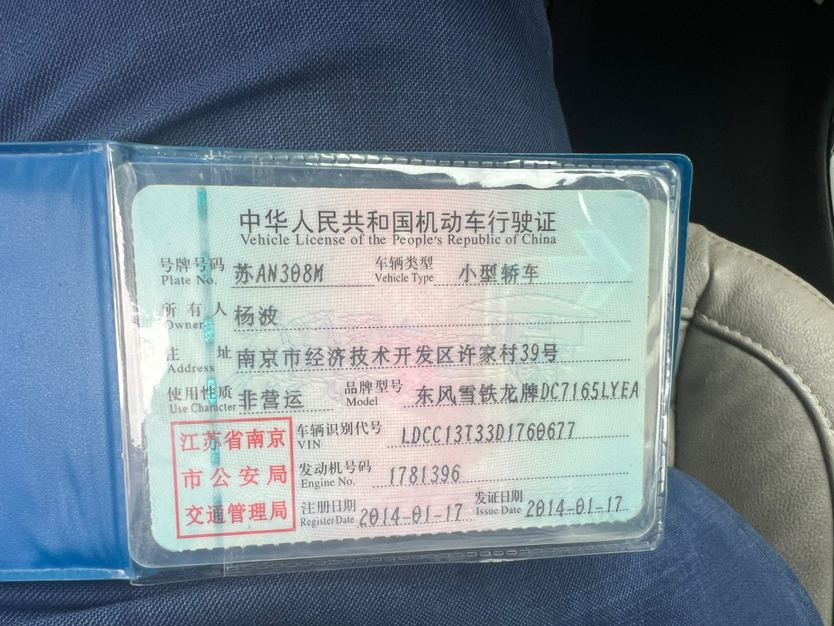 中华人民共和国机动车行驶证
Vehicle License of the People's Republic of China
号牌号码 苏AN308M 车辆类型 小型轿车
Plate No. Vehicle Type
所有人 杨波
Owner
住址 南京市经济技术开发区许家村39号
Address
使用性质 非营运 品牌型号 东风雪铁龙牌DC7165LYEA
Use Character Model
江苏省南京
市公安局
交通管理局
车辆识别代号 LDCC13T33D1760677
VIN
发动机号码 1781396
Engine No.
注册日期 2014-01-17 发证日期 2014-01-17
Register Date Issue Date